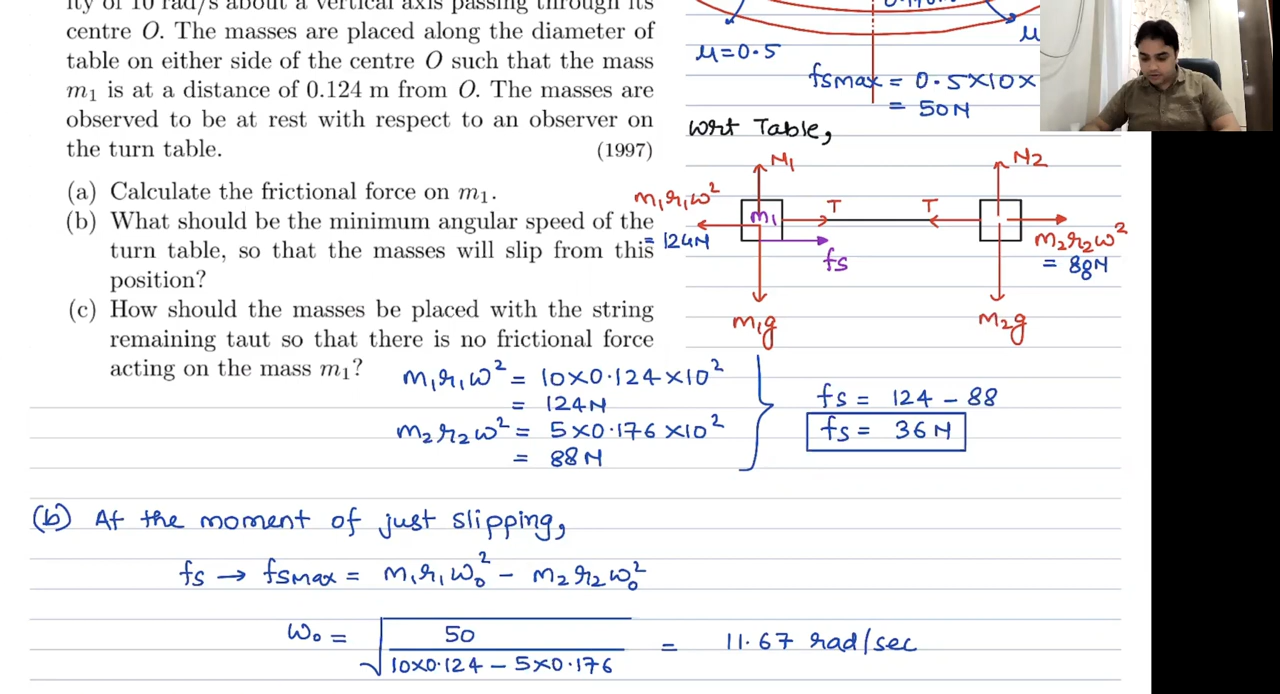 ity of 10 rad/s about a vertical axis passing through its
centre O. The masses are placed along the diameter of
table on either side of the centre O such that the mass
m₁ is at a distance of 0.124 m from O. The masses are
observed to be at rest with respect to an observer on
the turn table. (1997)
(a) Calculate the frictional force on m₁.
(b) What should be the minimum angular speed of the
turn table, so that the masses will slip from this
position?
(c) How should the masses be placed with the string
remaining taut so that there is no frictional force
acting on the mass m₁?
μ=0.5
μ
fsmax = 0.5×10×
= 50N
wrt Table,
N₁
N₂
m₁r₁ω²
= 124N
m₁
T
T
fs
m₂r₂ω²
= 88N
m₁g
m₂g
m₁r₁ω² = 10×0.124×10²
= 124N
m₂r₂ω² = 5×0.176×10²
= 88N
fs = 124 - 88
fs = 36N
(b) At the moment of just slipping,
fs → fsmax = m₁r₁ω₀² - m₂r₂ω₀²
ω₀ = √(50 / (10×0.124 - 5×0.176)) = 11.67 rad/sec